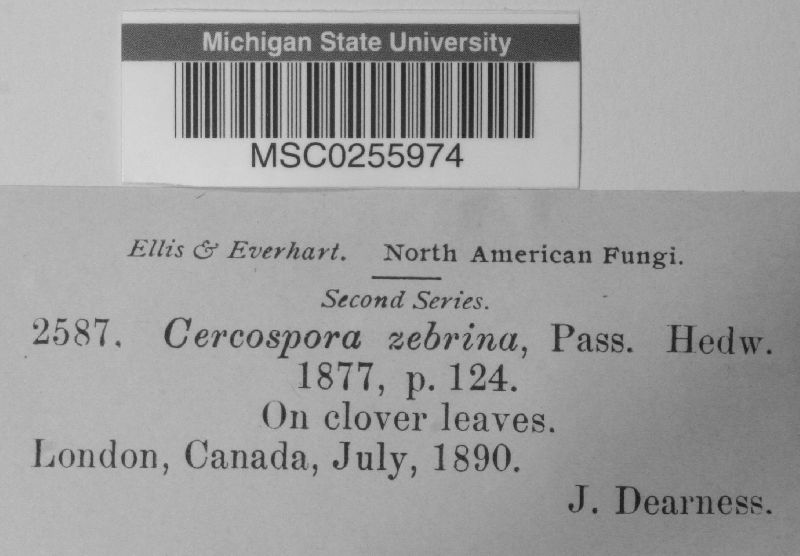 Michigan State University
MSC0255974
Ellis & Everhart. North American Fungi.
Second Series.
2587. Cercospora zebrina, Pass. Hedw.
1877, p. 124.
On clover leaves.
London, Canada, July, 1890.
J. Dearness.